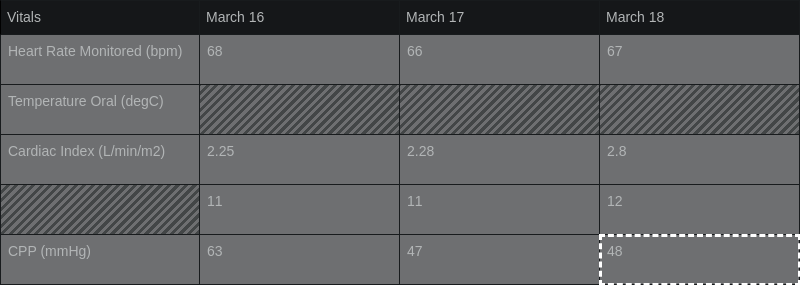 Vitals March 16 March 17 March 18
Heart Rate Monitored (bpm) 68 66 67
Temperature Oral (degC)
Cardiac Index (L/min/m2) 2.25 2.28 2.8
11 11 12
CPP (mmHg) 63 47 48